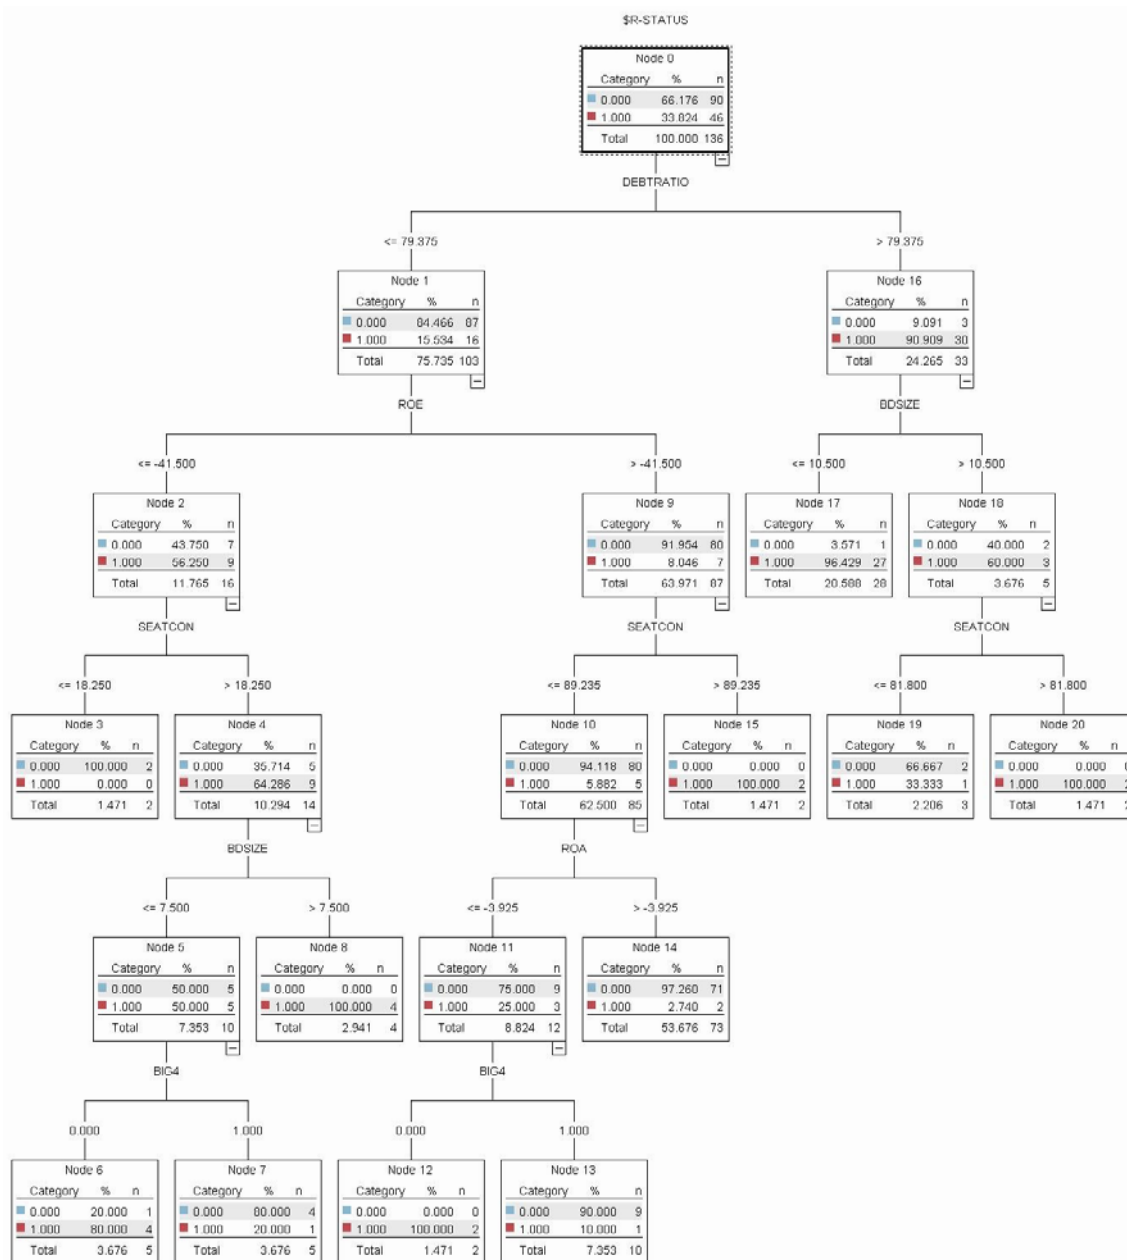 $R-STATUS
Node 0
Category % n
0.000 66.176 90
1.000 33.824 46
Total 100.000 136
DEBTRATIO
<= 79.375
> 79.375
Node 1
Category % n
0.000 84.466 87
1.000 15.534 16
Total 75.735 103
Node 16
Category % n
0.000 9.091 3
1.000 90.909 30
Total 24.265 33
ROE
BDSIZE
<= -41.500
> -41.500
<= 10.500
> 10.500
Node 2
Category % n
0.000 43.750 7
1.000 56.250 9
Total 11.765 16
Node 9
Category % n
0.000 91.954 80
1.000 8.046 7
Total 63.971 87
Node 17
Category % n
0.000 3.571 1
1.000 96.429 27
Total 20.588 28
Node 18
Category % n
0.000 40.000 2
1.000 60.000 3
Total 3.676 5
SEATCON
SEATCON
SEATCON
<= 18.250
> 18.250
<= 89.235
> 89.235
<= 81.800
> 81.800
Node 3
Category % n
0.000 100.000 2
1.000 0.000 0
Total 1.471 2
Node 4
Category % n
0.000 35.714 5
1.000 64.286 9
Total 10.294 14
Node 10
Category % n
0.000 94.118 80
1.000 5.882 5
Total 62.500 85
Node 15
Category % n
0.000 0.000 0
1.000 100.000 2
Total 1.471 2
Node 19
Category % n
0.000 66.667 2
1.000 33.333 1
Total 2.206 3
Node 20
Category % n
0.000 0.000 0
1.000 100.000 2
Total 1.471 2
BDSIZE
ROA
<= 7.500
> 7.500
<= -3.925
> -3.925
Node 5
Category % n
0.000 50.000 5
1.000 50.000 5
Total 7.353 10
Node 8
Category % n
0.000 0.000 0
1.000 100.000 4
Total 2.941 4
Node 11
Category % n
0.000 75.000 9
1.000 25.000 3
Total 8.824 12
Node 14
Category % n
0.000 97.260 71
1.000 2.740 2
Total 53.676 73
BIG4
BIG4
0.000
1.000
0.000
1.000
Node 6
Category % n
0.000 20.000 1
1.000 80.000 4
Total 3.676 5
Node 7
Category % n
0.000 80.000 4
1.000 20.000 1
Total 3.676 5
Node 12
Category % n
0.000 0.000 0
1.000 100.000 2
Total 1.471 2
Node 13
Category % n
0.000 90.000 9
1.000 10.000 1
Total 7.353 10